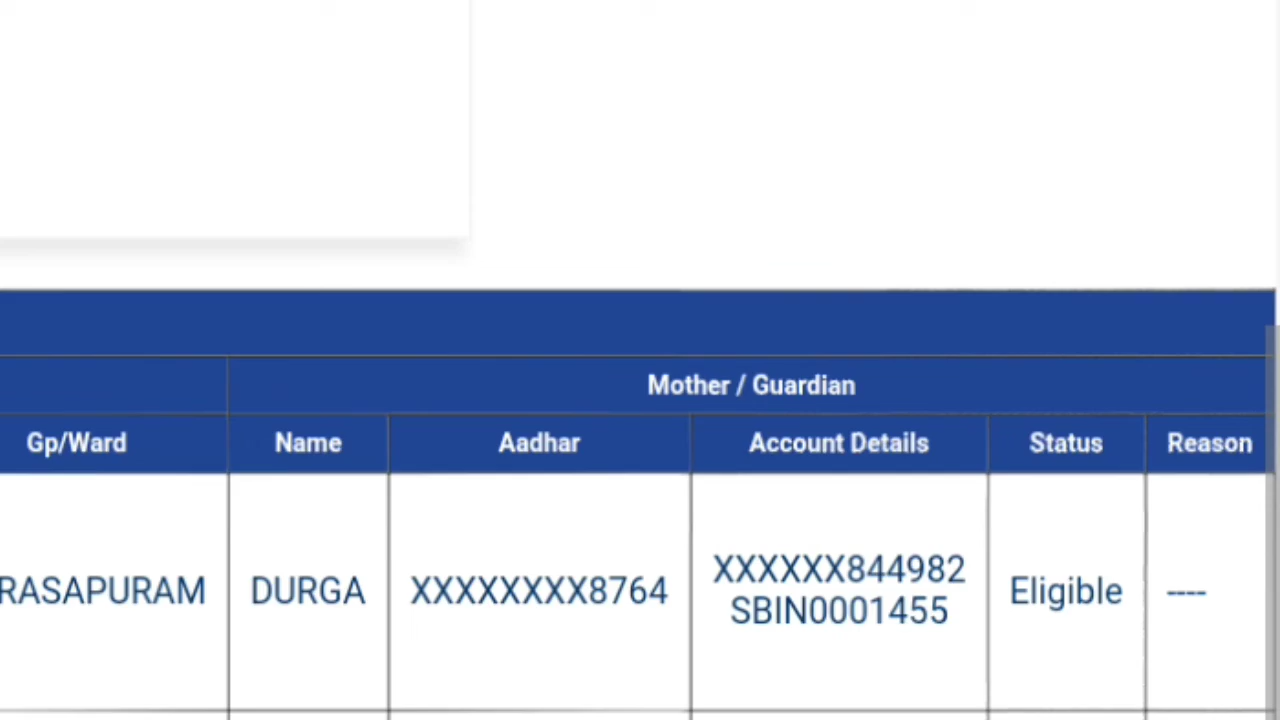 Mother / Guardian
Gp/Ward Name Aadhar Account Details Status Reason
RASAPURAM DURGA XXXXXXXX8764 XXXXXX844982 Eligible ----
SBIN0001455